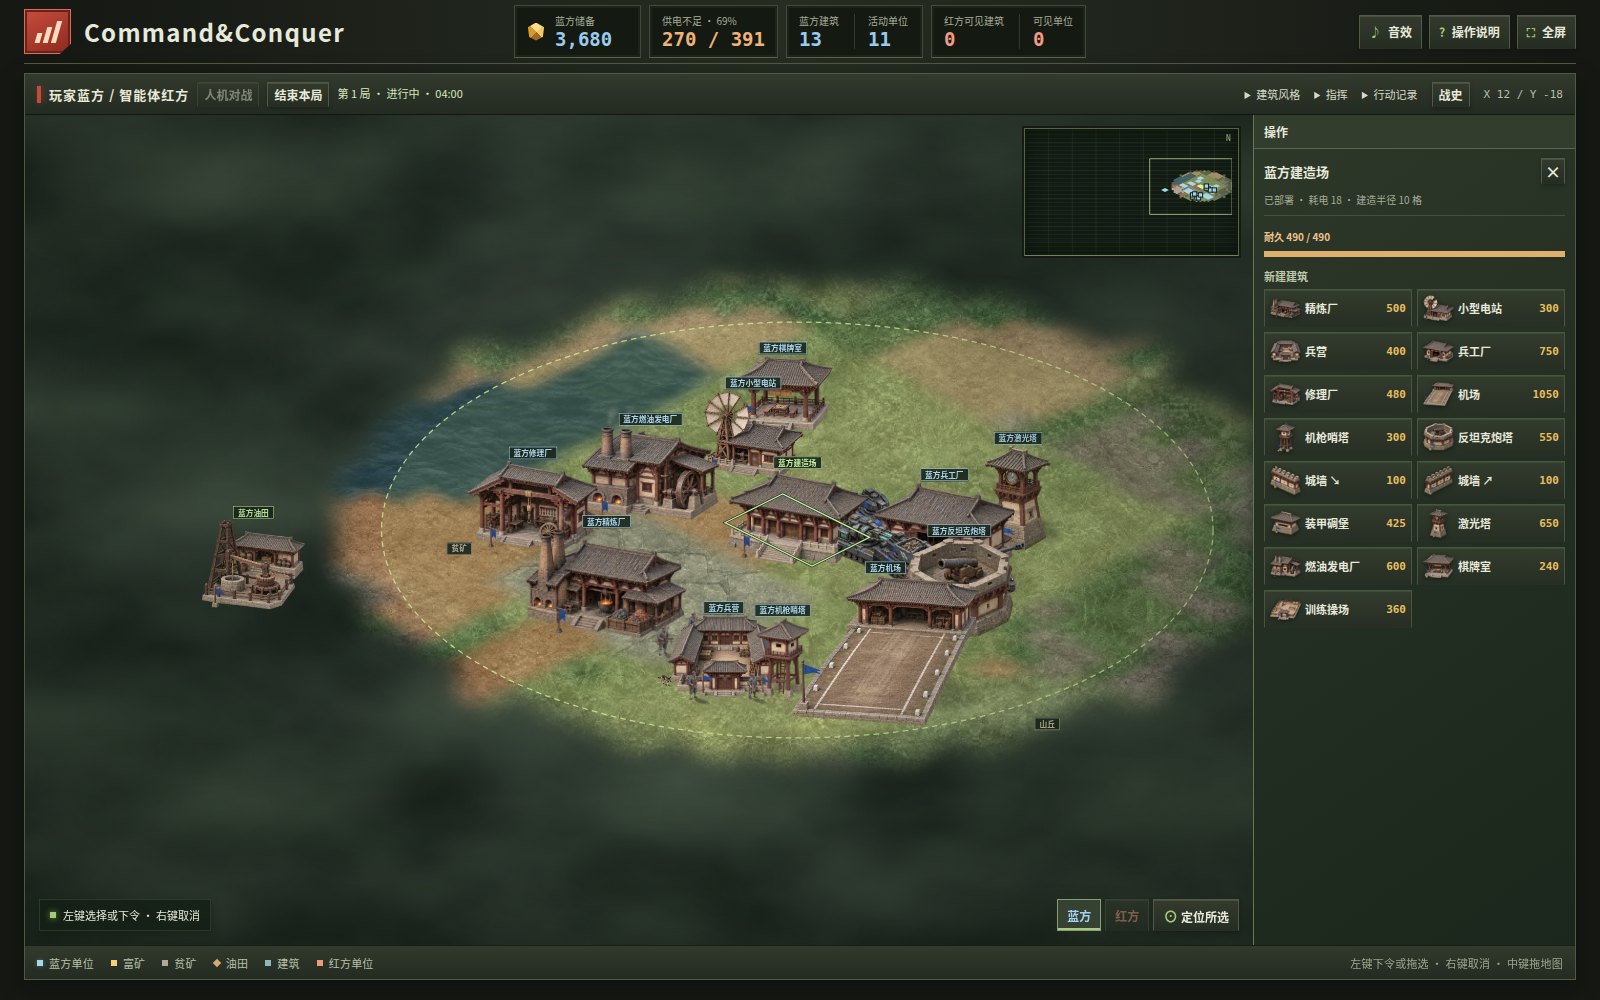 Command&Conquer
蓝方储备
3,680
供电不足 · 69%
270 / 391
蓝方建筑
13
活动单位
11
红方可见建筑
0
可见单位
0
音效
? 操作说明
全屏
玩家蓝方 / 智能体红方
人机对战
结束本局
第 1 局 · 进行中 · 04:00
建筑风格
指挥
行动记录
战史
X 12 / Y -18
N
操作
蓝方建造场
已部署 · 耗电 18 · 建造半径 10 格
耐久 490 / 490
新建建筑
精炼厂 500
小型电站 300
兵营 400
兵工厂 750
修理厂 480
机场 1050
机枪哨塔 300
反坦克炮塔 550
城墙 ↘ 100
城墙 ↗ 100
装甲碉堡 425
激光塔 650
燃油发电厂 600
棋牌室 240
训练操场 360
蓝方棋牌室
蓝方小型电站
蓝方燃油发电厂
蓝方激光塔
蓝方修理厂
蓝方建造场
蓝方兵工厂
蓝方油田
蓝方精炼厂
蓝方反坦克炮塔
贫矿
蓝方机场
蓝方兵营
蓝方机枪哨塔
山丘
左键选择或下令 · 右键取消
蓝方
红方
定位所选
蓝方单位
富矿
贫矿
油田
建筑
红方单位
左键下令或拖选 · 右键取消 · 中键拖地图